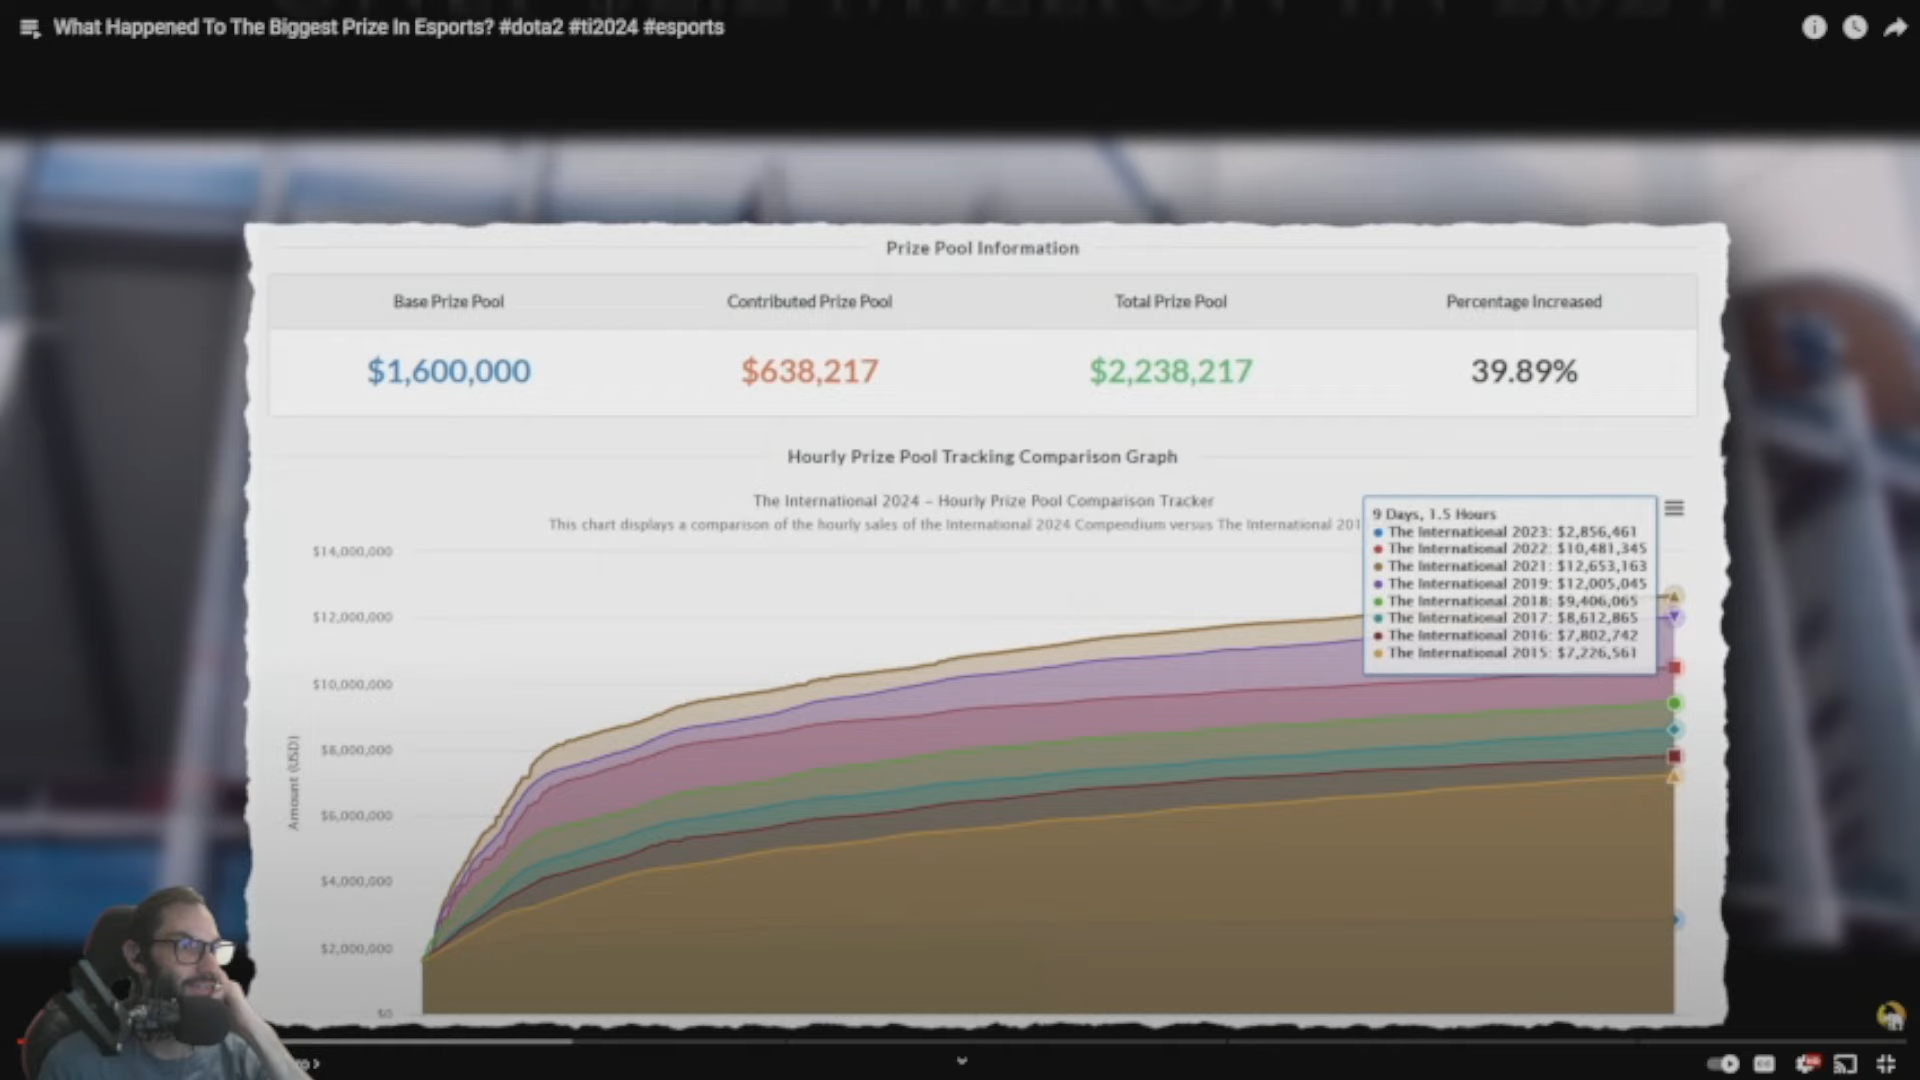 What Happened To The Biggest Prize In Esports? #dota2 #ti2024 #esports
Prize Pool Information
Base Prize Pool
Contributed Prize Pool
Total Prize Pool
Percentage Increased
$1,600,000
$638,217
$2,238,217
39.89%
Hourly Prize Pool Tracking Comparison Graph
The International 2024 – Hourly Prize Pool Comparison Tracker
This chart displays a comparison of the hourly sales of the International 2024 Compendium versus The International 201
9 Days, 1.5 Hours
The International 2023: $2,856,461
The International 2022: $10,481,345
The International 2021: $12,653,163
The International 2019: $12,005,045
The International 2018: $9,406,065
The International 2017: $8,612,865
The International 2016: $7,802,742
The International 2015: $7,226,561
$14,000,000
$12,000,000
$10,000,000
$8,000,000
$6,000,000
$4,000,000
$2,000,000
$0
Amount (USD)